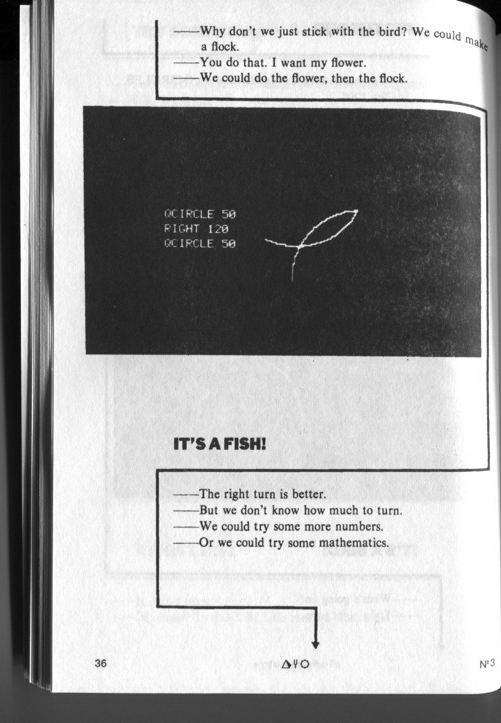 ——Why don't we just stick with the bird? We could make
a flock.
——You do that. I want my flower.
——We could do the flower, then the flock.
QCIRCLE 50
RIGHT 120
QCIRCLE 50
IT'S A FISH!
——The right turn is better.
——But we don't know how much to turn.
——We could try some more numbers.
——Or we could try some mathematics.
36
Nº3